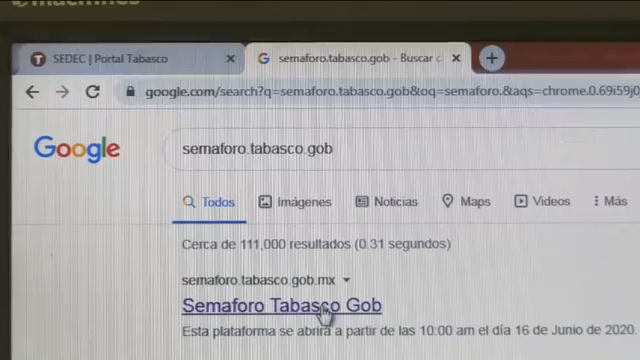 SEDEC | Portal Tabasco
semaforo.tabasco.gob - Buscar c
google.com/search?q=semaforo.tabasco.gob&oq=semaforo.&aqs=chrome.0.69i59j0
Google
semaforo.tabasco.gob
Todos Imágenes Noticias Maps Videos Más
Cerca de 111,000 resultados (0.31 segundos)
semaforo.tabasco.gob.mx
Semaforo Tabasco Gob
Esta plataforma se abrirá a partir de las 10:00 am el día 16 de Junio de 2020.